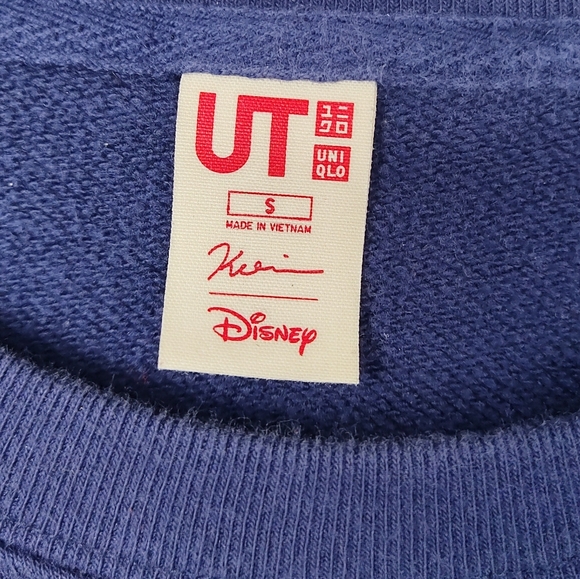 UT
ユニ
クロ
UNI
QLO
S
MADE IN VIETNAM
Disney